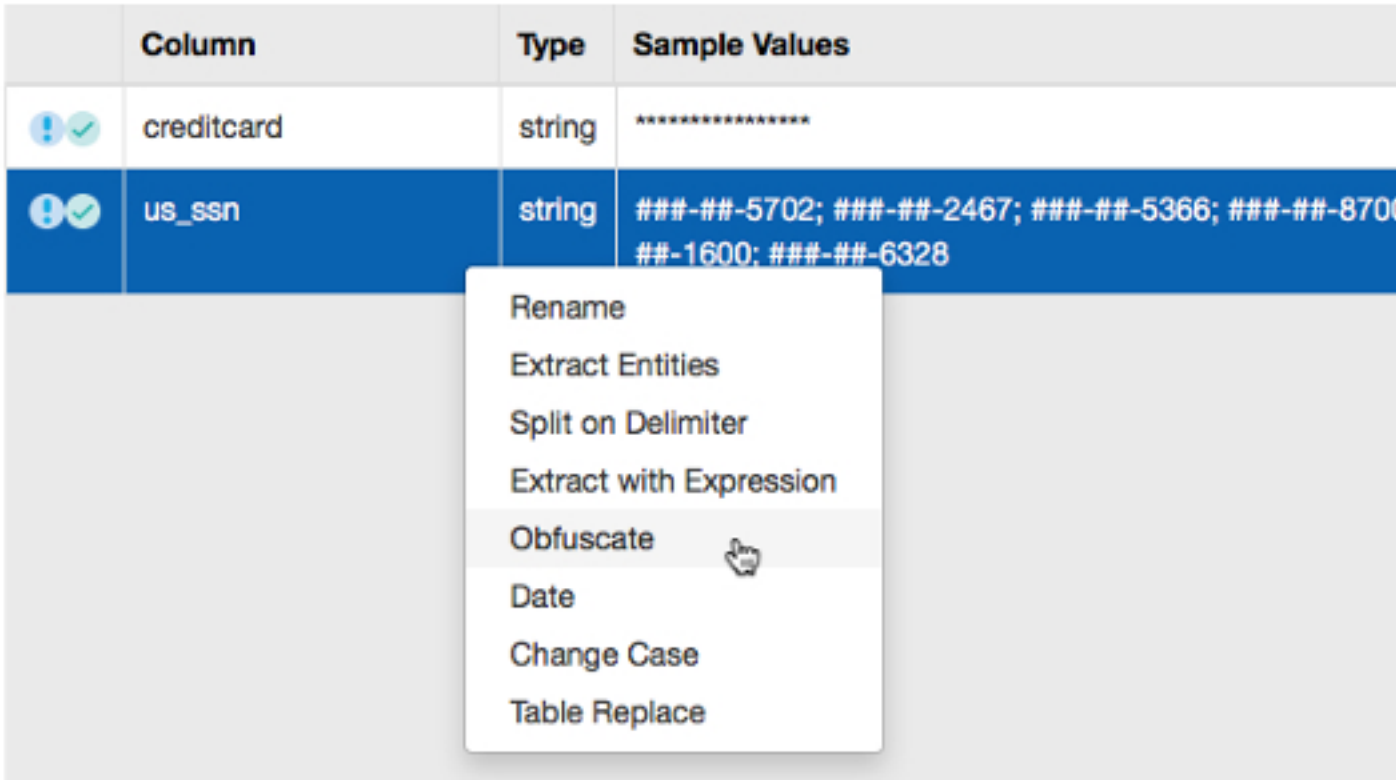 Column Type Sample Values
creditcard string ****************
us_ssn string ###-##-5702; ###-##-2467; ###-##-5366; ###-##-870
##-1600; ###-##-6328
Rename
Extract Entities
Split on Delimiter
Extract with Expression
Obfuscate
Date
Change Case
Table Replace